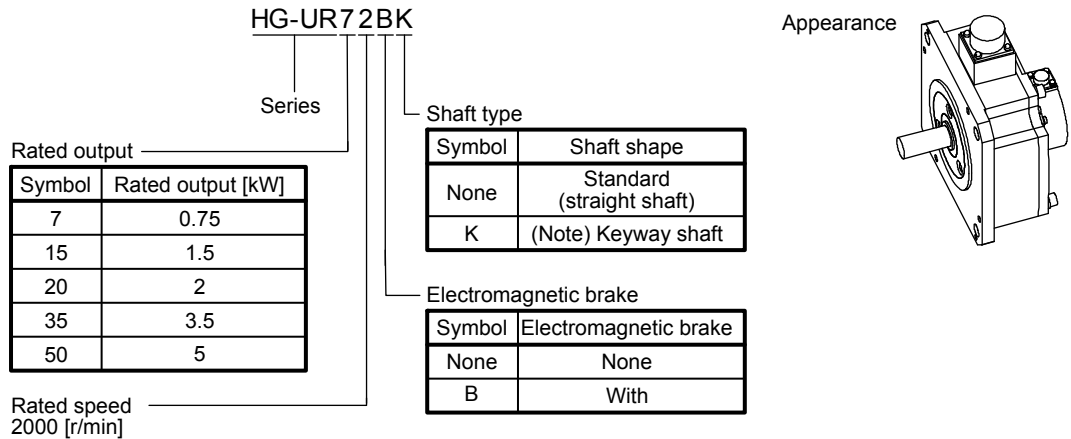 HG-UR72BK
Appearance
Series
Shaft type
Symbol Shaft shape
None Standard
(straight shaft)
K (Note) Keyway shaft
Rated output
Symbol Rated output [kW]
7 0.75
15 1.5
20 2
35 3.5
50 5
Electromagnetic brake
Symbol Electromagnetic brake
None None
B With
Rated speed
2000 [r/min]